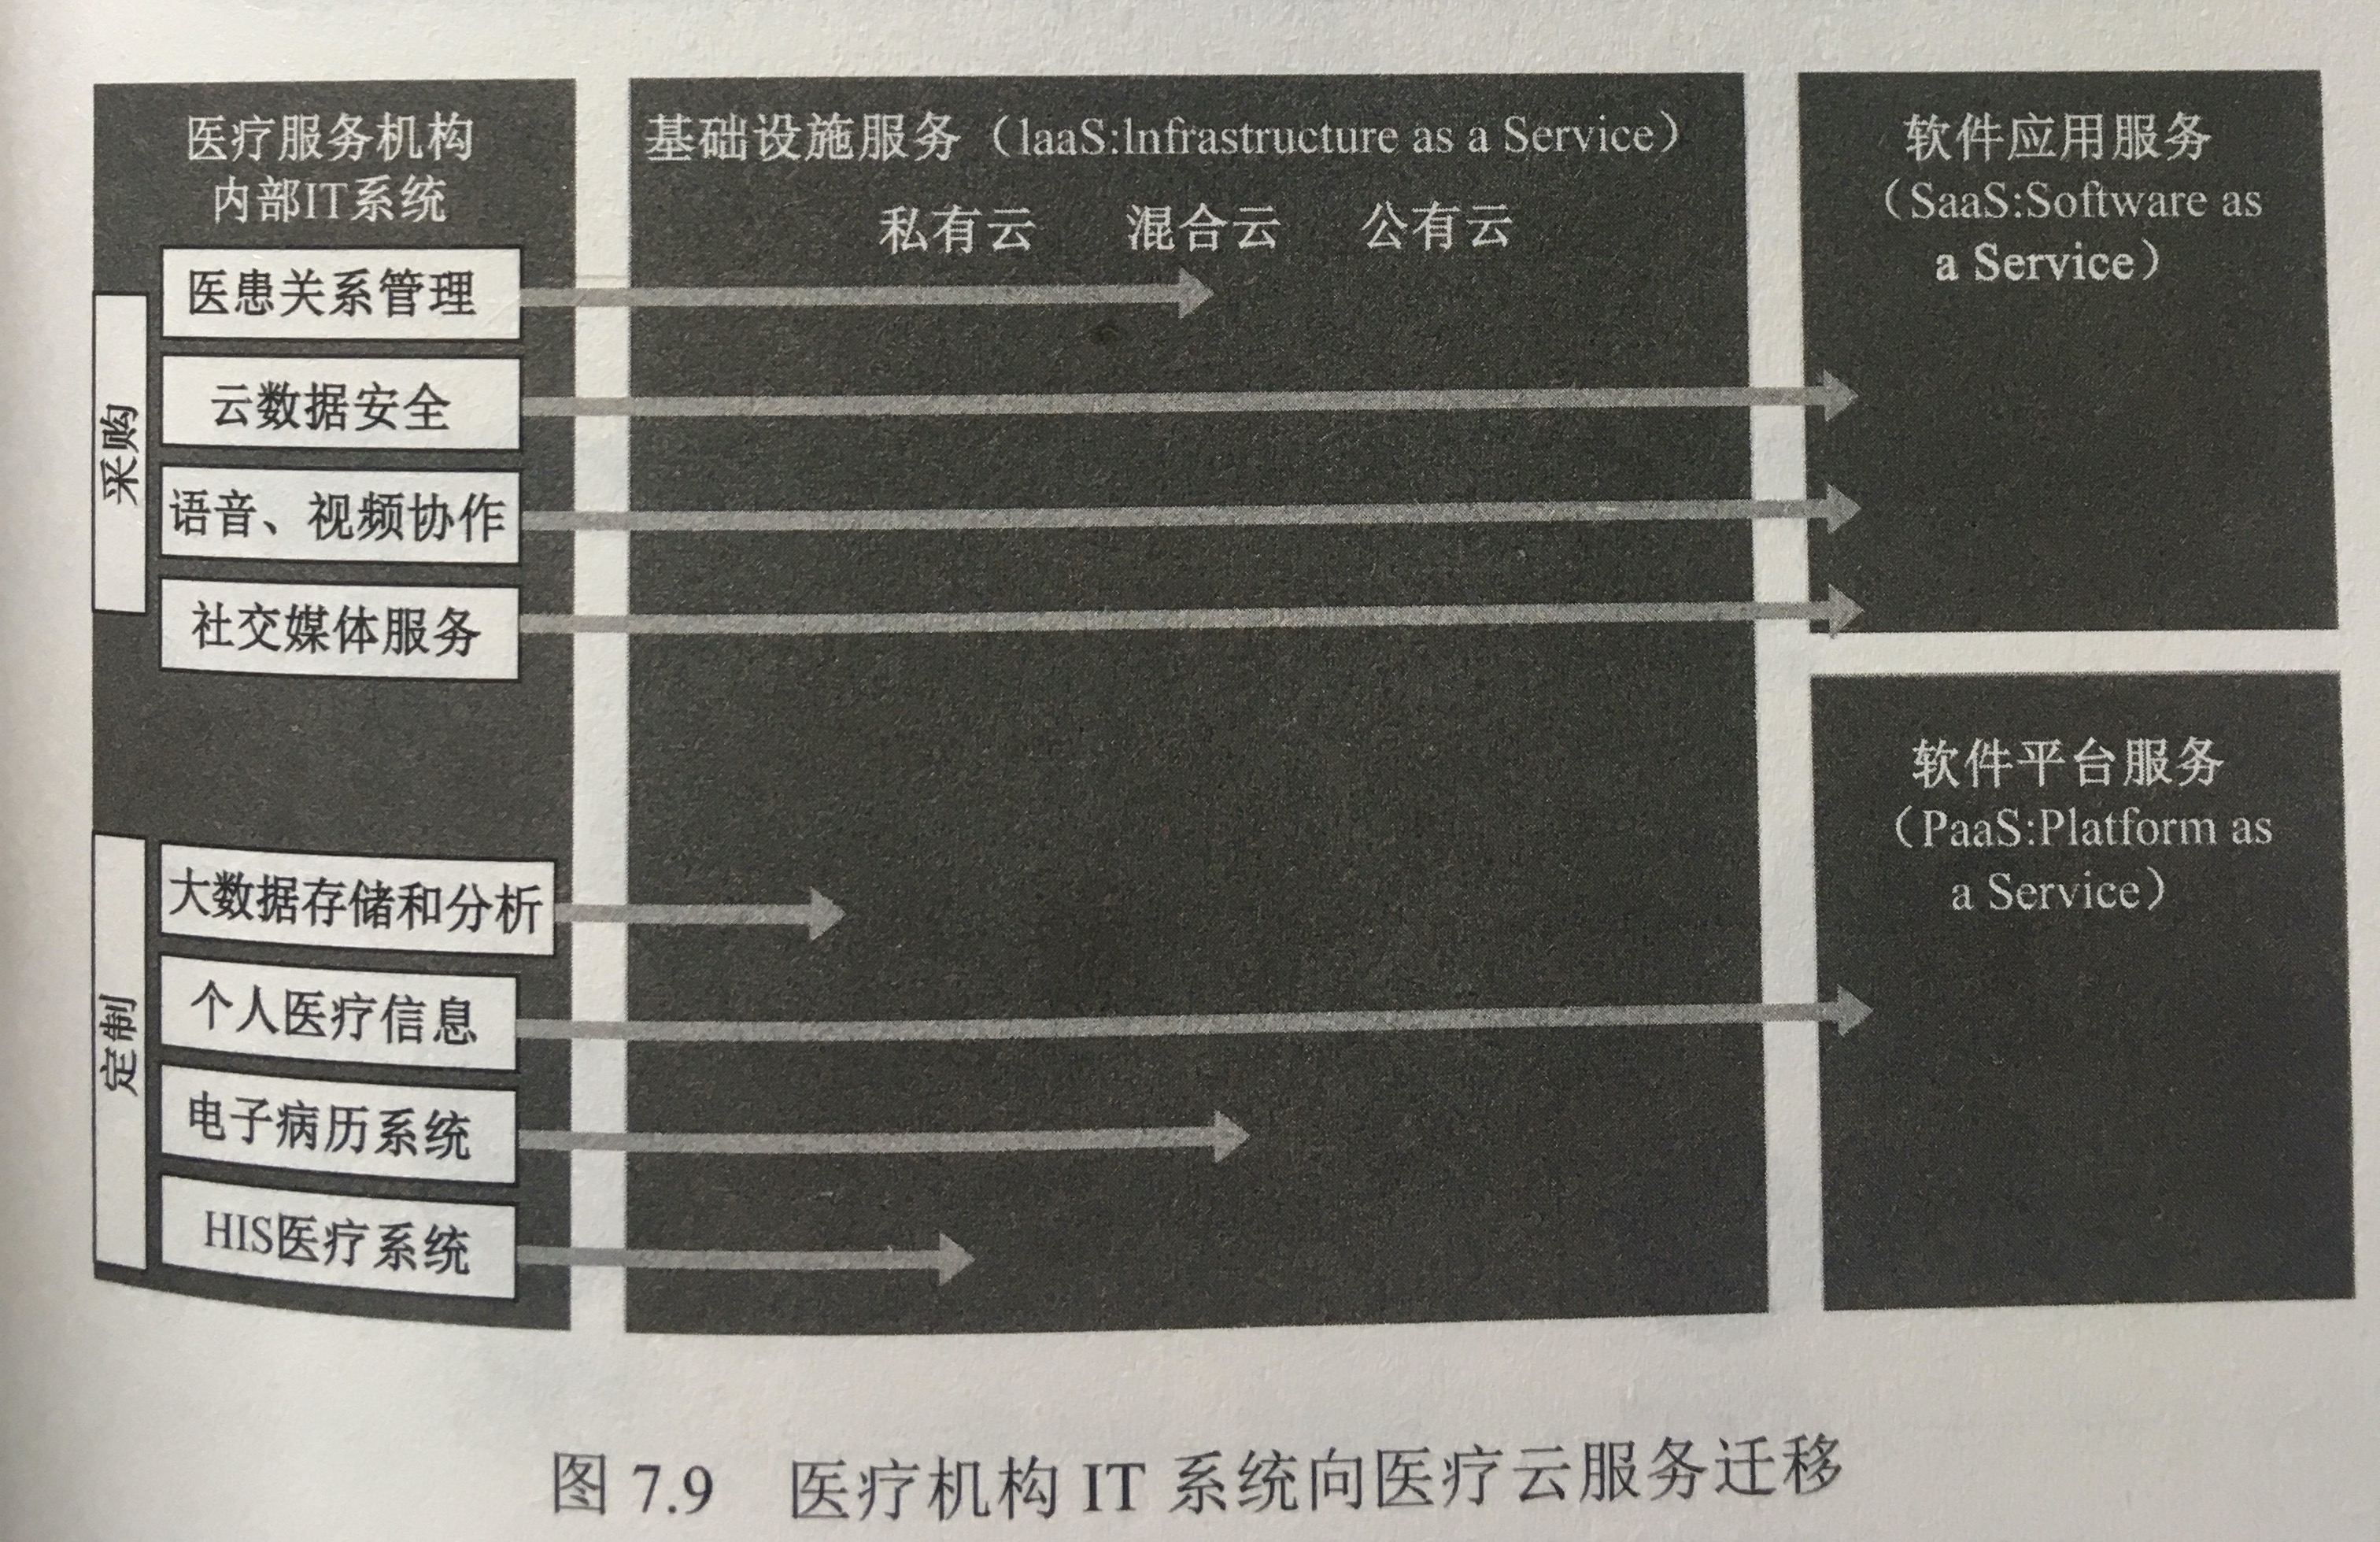 医疗服务机构
内部IT系统
基础设施服务（IaaS:Infrastructure as a Service）
私有云 混合云 公有云
软件应用服务
（SaaS:Software as
a Service）
采购
医患关系管理
云数据安全
语音、视频协作
社交媒体服务
定制
大数据存储和分析
个人医疗信息
电子病历系统
HIS医疗系统
软件平台服务
（PaaS:Platform as
a Service）
图 7.9 医疗机构 IT 系统向医疗云服务迁移